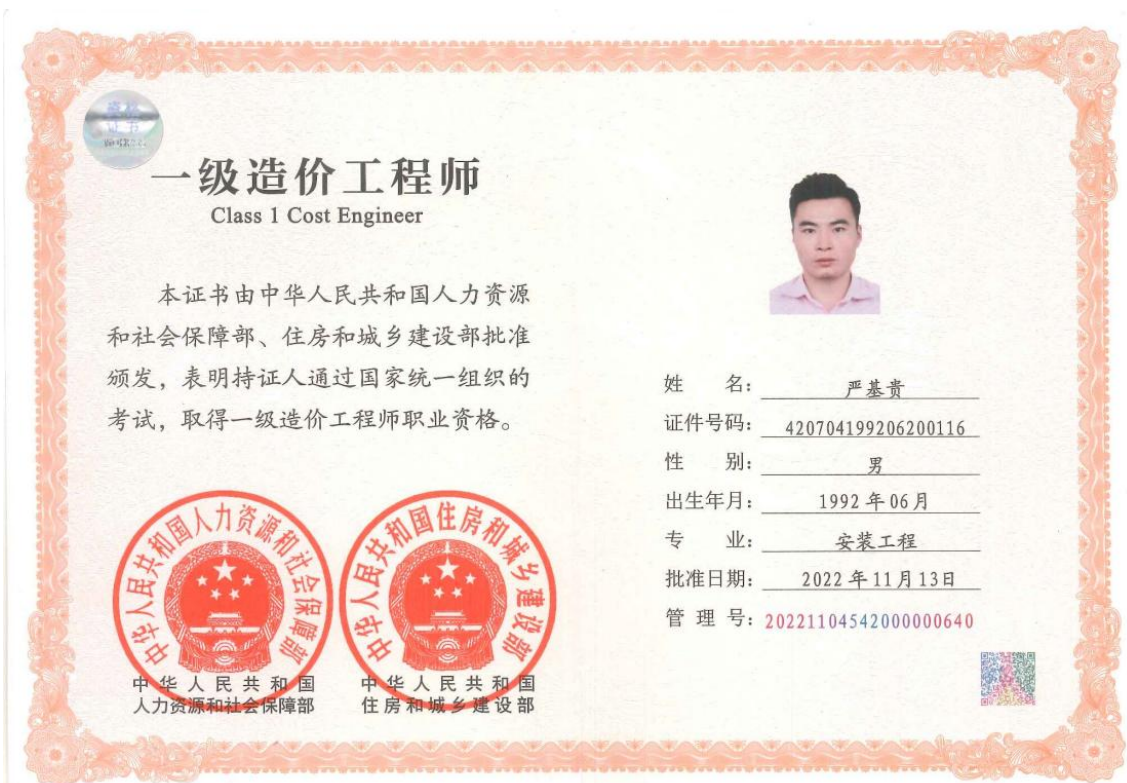 一级造价工程师
Class 1 Cost Engineer
本证书由中华人民共和国人力资源
和社会保障部、住房和城乡建设部批准
颁发，表明持证人通过国家统一组织的
考试，取得一级造价工程师职业资格。
中华人民共和国人力资源和社会保障部
中华人民共和国住房和城乡建设部
中华人民共和国
人力资源和社会保障部
中华人民共和国
住房和城乡建设部
姓名：严基贵
证件号码：420704199206200116
性别：男
出生年月：1992年06月
专业：安装工程
批准日期：2022年11月13日
管理号：20221104542000000640